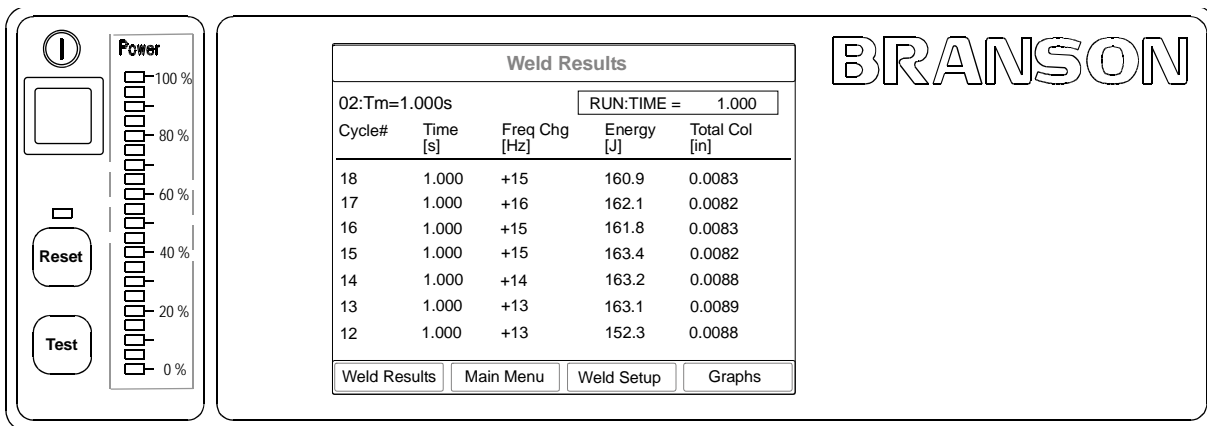 Power
100 %
80 %
60 %
40 %
20 %
0 %
Reset
Test
Weld Results
02:Tm=1.000s RUN:TIME = 1.000
Cycle# Time [s] Freq Chg [Hz] Energy [J] Total Col [in]
18 1.000 +15 160.9 0.0083
17 1.000 +16 162.1 0.0082
16 1.000 +15 161.8 0.0083
15 1.000 +15 163.4 0.0082
14 1.000 +14 163.2 0.0088
13 1.000 +13 163.1 0.0089
12 1.000 +13 152.3 0.0088
Weld Results Main Menu Weld Setup Graphs
BRANSON